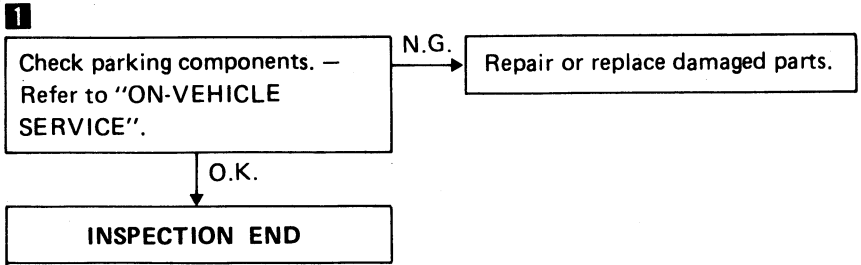 1
Check parking components. —
Refer to "ON-VEHICLE
SERVICE".
N.G.
Repair or replace damaged parts.
O.K.
INSPECTION END